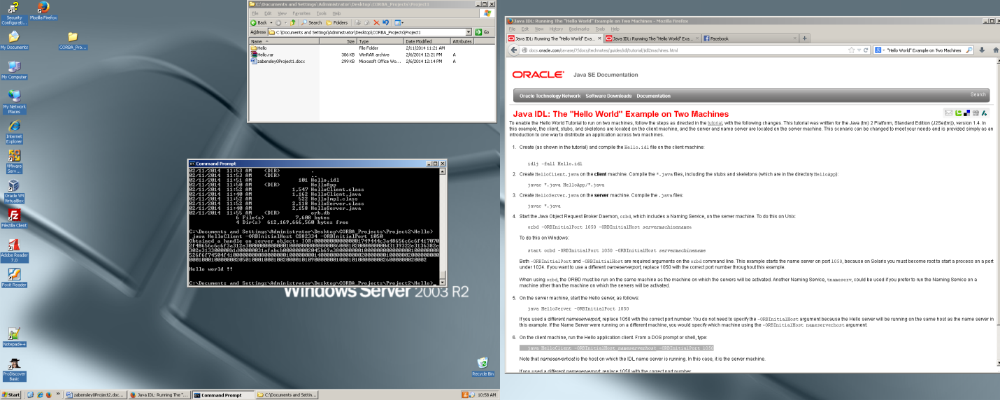 Security
Configurati...
Mozilla Firefox
My Documents
CORBA_Pro...
My Computer
My Network
Places
Internet
Explorer
VMware
Serv...
Oracle VM
VirtualBox
FileZilla Client
Adobe Reader
7.0
Foxit Reader
Notepad++
ProDiscover
Basic
Recycle Bin
Windows Server 2003 R2
C:\Documents and Settings\Administrator\Desktop\CORBA_Projects\Project1
File Edit View Favorites Tools Help
Back Search Folders
Address C:\Documents and Settings\Administrator\Desktop\CORBA_Projects\Project1 Go
Name Size Type Date Modified Attributes
Hello File Folder 2/11/2014 11:21 AM
Hello.rar 306 KB WinRAR archive 2/6/2014 12:21 PM A
zabensley0Project1.docx 299 KB Microsoft Office Wo... 2/6/2014 12:14 PM A
Command Prompt
02/11/2014 11:53 AM <DIR> .
02/11/2014 11:53 AM <DIR> ..
02/11/2014 11:51 AM 101 Hello.idl
02/11/2014 11:50 AM <DIR> HelloApp
02/11/2014 11:52 AM 1,547 HelloClient.class
02/11/2014 11:40 AM 1,162 HelloClient.java
02/11/2014 11:52 AM 522 HelloImpl.class
02/11/2014 11:52 AM 2,118 HelloServer.class
02/11/2014 11:40 AM 2,158 HelloServer.java
02/11/2014 11:55 AM <DIR> orb.db
6 File(s) 7,608 bytes
4 Dir(s) 612,169,666,560 bytes free
C:\Documents and Settings\Administrator\Desktop\CORBA_Projects\Project2\Hello>
java HelloClient -ORBInitialHost CS82334 -ORBInitialPort 1050
Obtained a handle on server object: IOR:
Hello world !!
C:\Documents and Settings\Administrator\Desktop\CORBA_Projects\Project2\Hello>_
Java IDL: Running The "Hello World" Example on Two Machines - Mozilla Firefox
File Edit View History Bookmarks Tools Help
Java IDL: Running The "Hello World" Exa... Java IDL: Running The "Hello World" Exa... Facebook
docs.oracle.com/javase/7/docs/technotes/guides/idl/tutorial/jidl2machines.html "Hello World" Example on Two Machines
ORACLE Java SE Documentation
Oracle Technology Network Software Downloads Documentation Search
Java IDL: The "Hello World" Example on Two Machines
To enable the Hello World Tutorial to run on two machines, follow the steps as directed in the tutorial, with the following changes. This tutorial was written for the Java (tm) 2 Platform, Standard Edition (J2Se(tm)), version 1.4. In
this example, the client, stubs, and skeletons are located on the client machine, and the server and name server are located on the server machine. This scenario can be changed to meet your needs and is provided simply as an
introduction to one way to distribute an application across two machines.
1. Create (as shown in the tutorial) and compile the Hello.idl file on the client machine:
idlj -fall Hello.idl
2. Create HelloClient.java on the client machine. Compile the *.java files, including the stubs and skeletons (which are in the directory HelloApp):
javac *.java HelloApp/*.java
3. Create HelloServer.java on the server machine. Compile the .java files:
javac *.java
4. Start the Java Object Request Broker Daemon, orbd, which includes a Naming Service, on the server machine. To do this on Unix:
orbd -ORBInitialPort 1050 -ORBInitialHost servermachinename
To do this on Windows:
start orbd -ORBInitialPort 1050 -ORBInitialHost servermachinename
Both -ORBInitialPort and -ORBInitialHost are required arguments on the orbd command line. This example starts the name server on port 1050, because on Solaris you must become root to start a process on a port
under 1024. If you want to use a different nameserverport, replace 1050 with the correct port number throughout this example.
When using orbd, the ORBD must be run on the same machine as the machine on which the servers will be activated. Another Naming Service, tnameserv, could be used if you prefer to run the Naming Service on a
machine other than the machine on which the servers will be activated.
5. On the server machine, start the Hello server, as follows:
java HelloServer -ORBInitialPort 1050
If you used a different nameserverport, replace 1050 with the correct port number. You do not need to specify the -ORBInitialHost argument because the Hello server will be running on the same host as the name server in
this example. If the Name Server were running on a different machine, you would specify which machine using the -ORBInitialHost nameserverhost argument.
6. On the client machine, run the Hello application client. From a DOS prompt or shell, type:
java HelloClient -ORBInitialHost nameserverhost -ORBInitialPort 1050
Note that nameserverhost is the host on which the IDL name server is running. In this case, it is the server machine.
If you used a different nameserverport, replace 1050 with the correct port number.
Start zabensley0Project2.doc... Java IDL: Running The "... Command Prompt C:\Documents and Settin... 10:58 AM